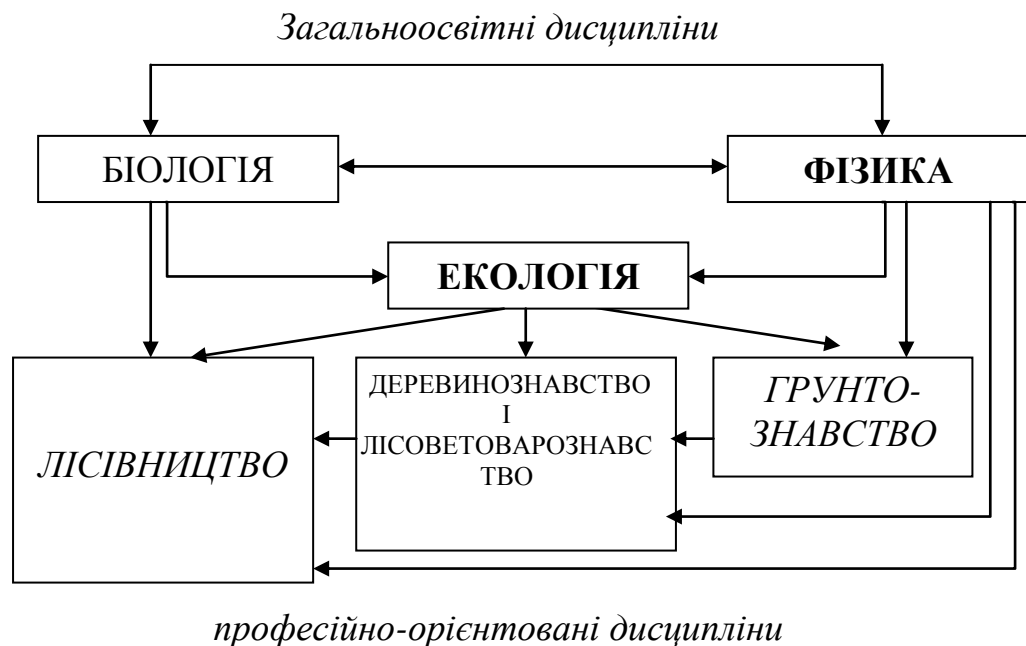 Загальноосвітні дисципліни
БІОЛОГІЯ
ФІЗИКА
ЕКОЛОГІЯ
ЛІСІВНИЦТВО
ДЕРЕВИНОЗНАВСТВО
І
ЛІСОВЕТОВАРОЗНАВС
ТВО
ГРУНТО-
ЗНАВСТВО
професійно-орієнтовані дисципліни